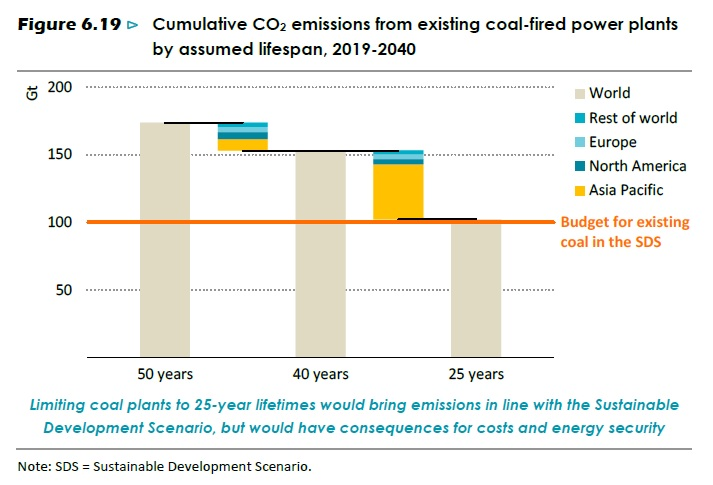 Figure 6.19 ▷ Cumulative CO₂ emissions from existing coal-fired power plants
by assumed lifespan, 2019-2040
Gt
200
150
100
50
50 years
40 years
25 years
World
Rest of world
Europe
North America
Asia Pacific
Budget for existing
coal in the SDS
Limiting coal plants to 25-year lifetimes would bring emissions in line with the Sustainable
Development Scenario, but would have consequences for costs and energy security
Note: SDS = Sustainable Development Scenario.